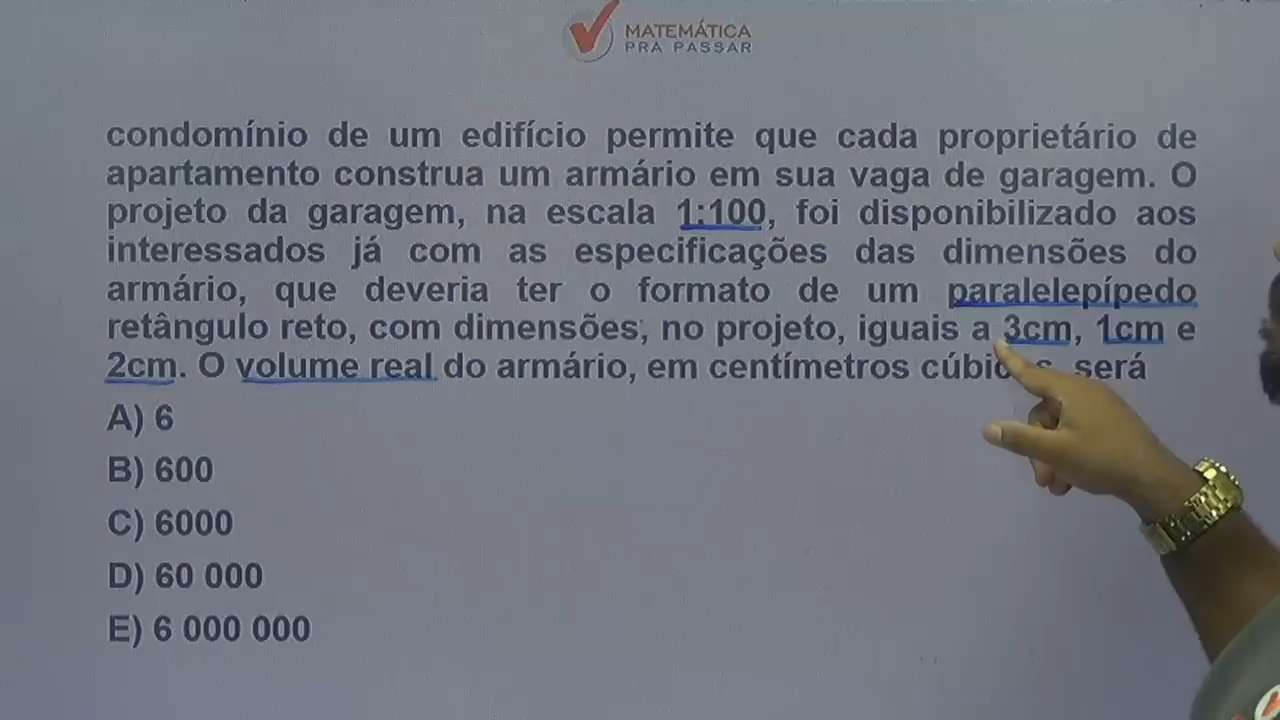 MATEMÁTICA
PRA PASSAR
condomínio de um edifício permite que cada proprietário de
apartamento construa um armário em sua vaga de garagem. O
projeto da garagem, na escala 1:100, foi disponibilizado aos
interessados já com as especificações das dimensões do
armário, que deveria ter o formato de um paralelepípedo
retângulo reto, com dimensões, no projeto, iguais a 3cm, 1cm e
2cm. O volume real do armário, em centímetros será
A) 6
B) 600
C) 6000
D) 60 000
E) 6 000 000